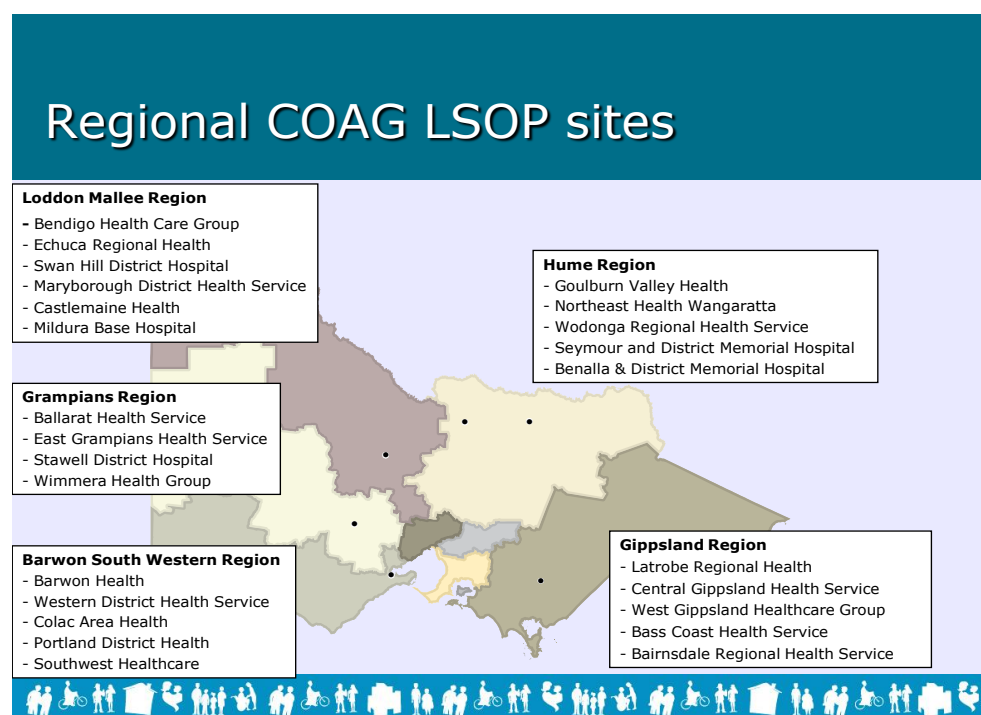 Regional COAG LSOP sites
Loddon Mallee Region
- Bendigo Health Care Group
- Echuca Regional Health
- Swan Hill District Hospital
- Maryborough District Health Service
- Castlemaine Health
- Mildura Base Hospital
Hume Region
- Goulburn Valley Health
- Northeast Health Wangaratta
- Wodonga Regional Health Service
- Seymour and District Memorial Hospital
- Benalla & District Memorial Hospital
Grampians Region
- Ballarat Health Service
- East Grampians Health Service
- Stawell District Hospital
- Wimmera Health Group
Barwon South Western Region
- Barwon Health
- Western District Health Service
- Colac Area Health
- Portland District Health
- Southwest Healthcare
Gippsland Region
- Latrobe Regional Health
- Central Gippsland Health Service
- West Gippsland Healthcare Group
- Bass Coast Health Service
- Bairnsdale Regional Health Service